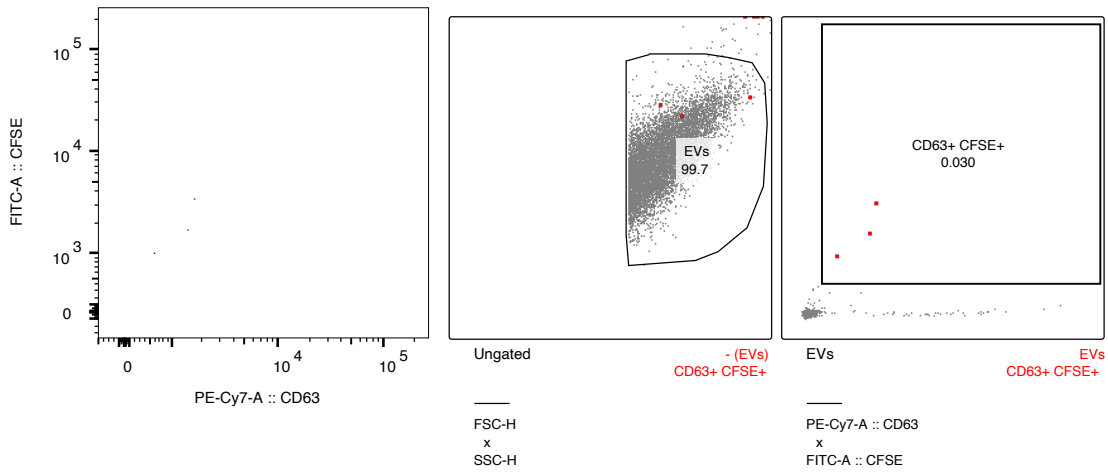 10 5
10 4
10 3
0
FITC-A :: CFSE
0
10 4
10 5
PE-Cy7-A :: CD63
EVs
99.7
Ungated
- (EVs)
CD63+ CFSE+
FSC-H
x
SSC-H
CD63+ CFSE+
0.030
EVs
EVs
CD63+ CFSE+
PE-Cy7-A :: CD63
x
FITC-A :: CFSE